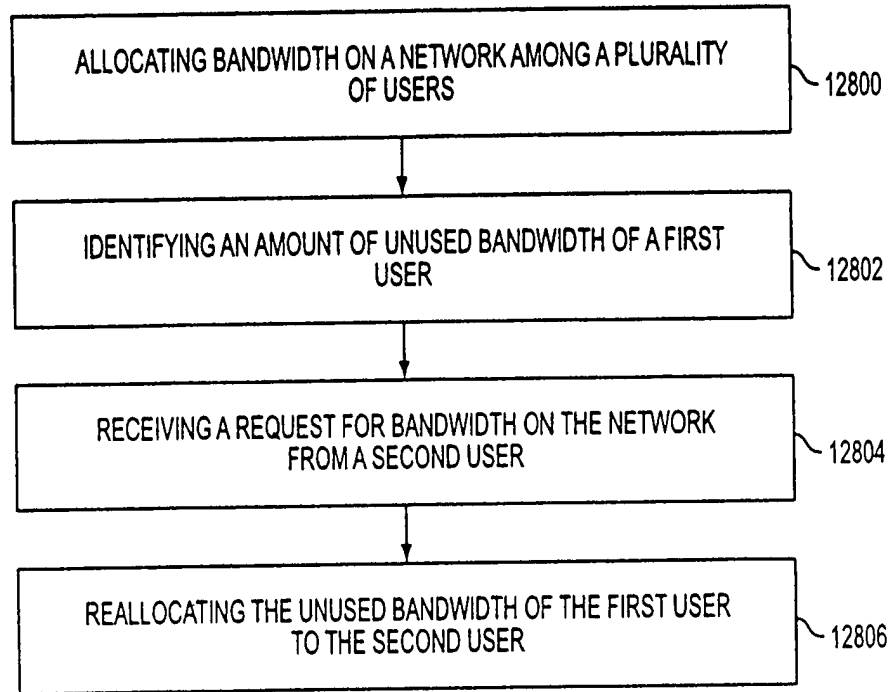 ALLOCATING BANDWIDTH ON A NETWORK AMONG A PLURALITY
OF USERS
12800
IDENTIFYING AN AMOUNT OF UNUSED BANDWIDTH OF A FIRST
USER
12802
RECEIVING A REQUEST FOR BANDWIDTH ON THE NETWORK
FROM A SECOND USER
12804
REALLOCATING THE UNUSED BANDWIDTH OF THE FIRST USER
TO THE SECOND USER
12806